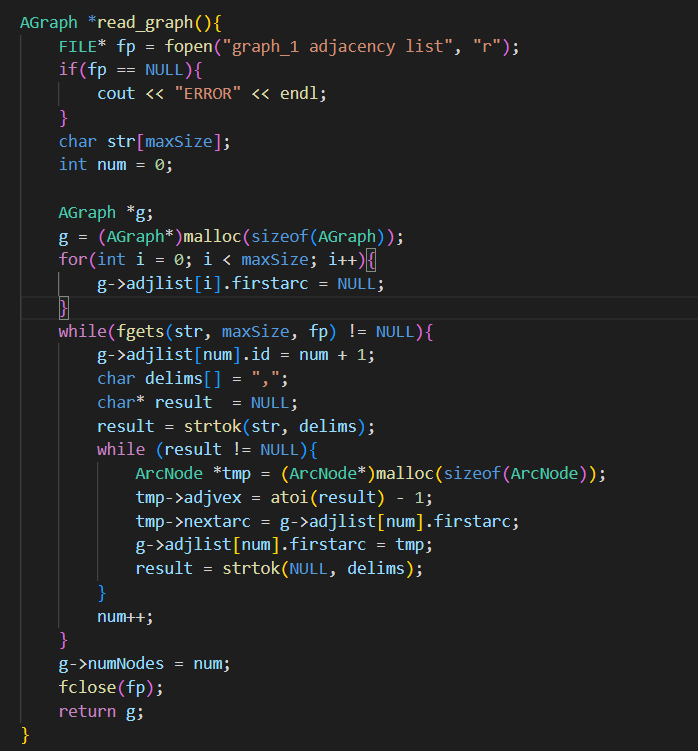 AGraph *read_graph(){
    FILE* fp = fopen("graph_1 adjacency list", "r");
    if(fp == NULL){
        cout << "ERROR" << endl;
    }
    char str[maxSize];
    int num = 0;

    AGraph *g;
    g = (AGraph*)malloc(sizeof(AGraph));
    for(int i = 0; i < maxSize; i++){
        g->adjlist[i].firstarc = NULL;
    }
    while(fgets(str, maxSize, fp) != NULL){
        g->adjlist[num].id = num + 1;
        char delims[] = ",";
        char* result  = NULL;
        result = strtok(str, delims);
        while (result != NULL){
            ArcNode *tmp = (ArcNode*)malloc(sizeof(ArcNode));
            tmp->adjvex = atoi(result) - 1;
            tmp->nextarc = g->adjlist[num].firstarc;
            g->adjlist[num].firstarc = tmp;
            result = strtok(NULL, delims);
        }
        num++;
    }
    g->numNodes = num;
    fclose(fp);
    return g;
}